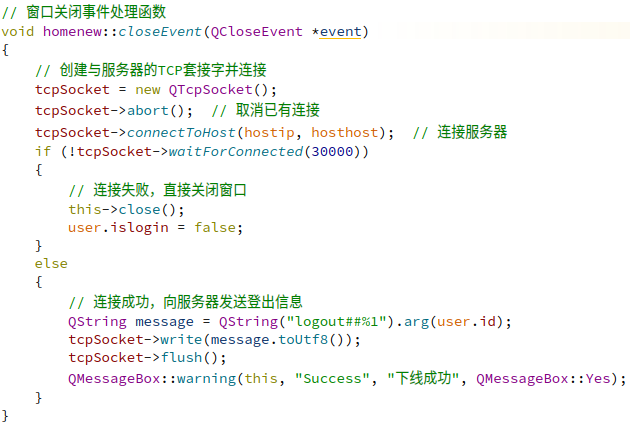 // 窗口关闭事件处理函数
void homenew::closeEvent(QCloseEvent *event)
{
    // 创建与服务器的TCP套接字并连接
    tcpSocket = new QTcpSocket();
    tcpSocket->abort();  // 取消已有连接
    tcpSocket->connectToHost(hostip, hosthost);  // 连接服务器
    if (!tcpSocket->waitForConnected(30000))
    {
        // 连接失败，直接关闭窗口
        this->close();
        user.islogin = false;
    }
    else
    {
        // 连接成功，向服务器发送登出信息
        QString message = QString("logout##%1").arg(user.id);
        tcpSocket->write(message.toUtf8());
        tcpSocket->flush();
        QMessageBox::warning(this, "Success", "下线成功", QMessageBox::Yes);
    }
}